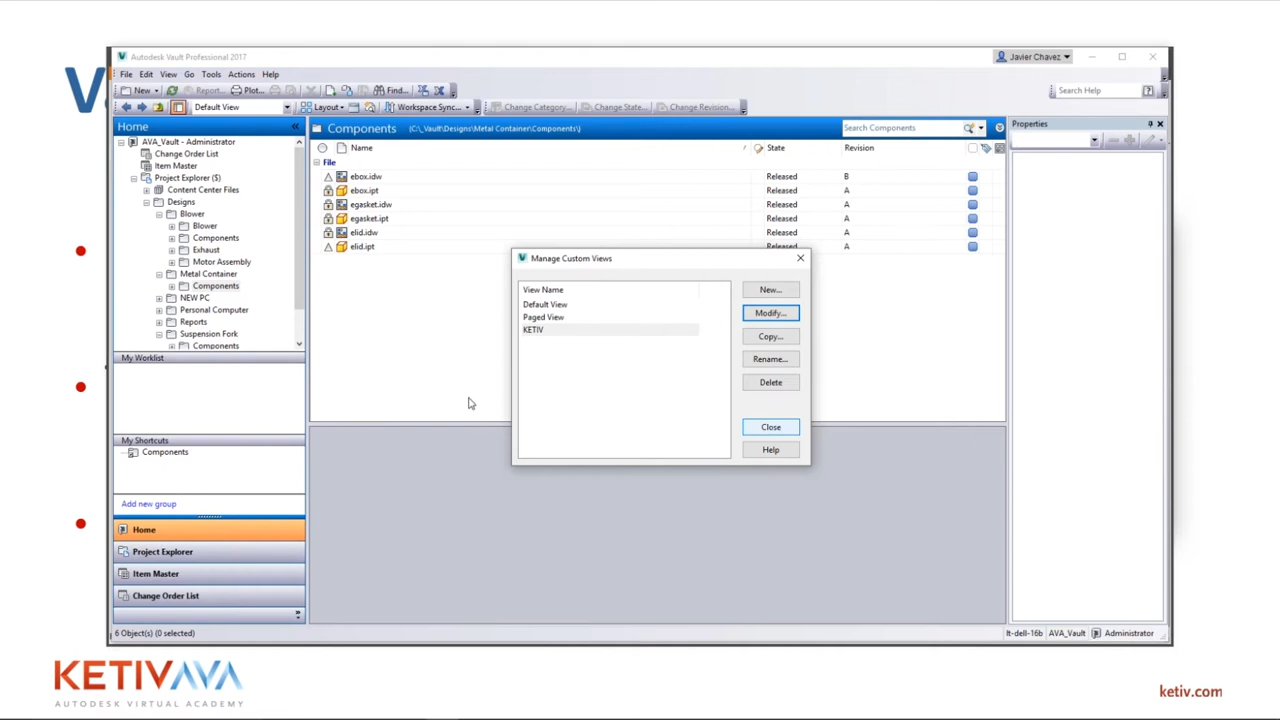 V
Autodesk Vault Professional 2017
Javier Chavez
File Edit View Go Tools Actions Help
New Report... Plot... Find...
Search Help
Default View Layout Workspace Sync... Change Category... Change State... Change Revision...
Home
AVA_Vault - Administrator
Change Order List
Item Master
Project Explorer ($)
Content Center Files
Designs
Blower
Blower
Components
Exhaust
Motor Assembly
Metal Container
Components
NEW PC
Personal Computer
Reports
Suspension Fork
Components
My Worklist
My Shortcuts
Components
Add new group
Home
Project Explorer
Item Master
Change Order List
Components (C:\_Vault\Designs\Metal Container\Components\)
Search Components
Name State Revision
File
ebox.idw Released B
ebox.ipt Released A
egasket.idw Released A
egasket.ipt Released A
elid.idw Released A
elid.ipt Released A
Manage Custom Views
View Name
Default View
Paged View
KETIV
New...
Modify...
Copy...
Rename...
Delete
Close
Help
Properties
6 Object(s) (0 selected)
lt-dell-16b AVA_Vault Administrator
KETIVAVA
AUTODESK VIRTUAL ACADEMY
ketiv.com